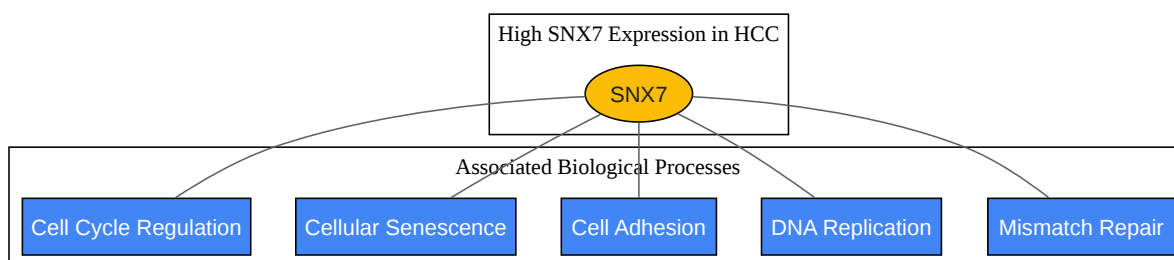 High SNX7 Expression in HCC
SNX7
Associated Biological Processes
Cell Cycle Regulation
Cellular Senescence
Cell Adhesion
DNA Replication
Mismatch Repair